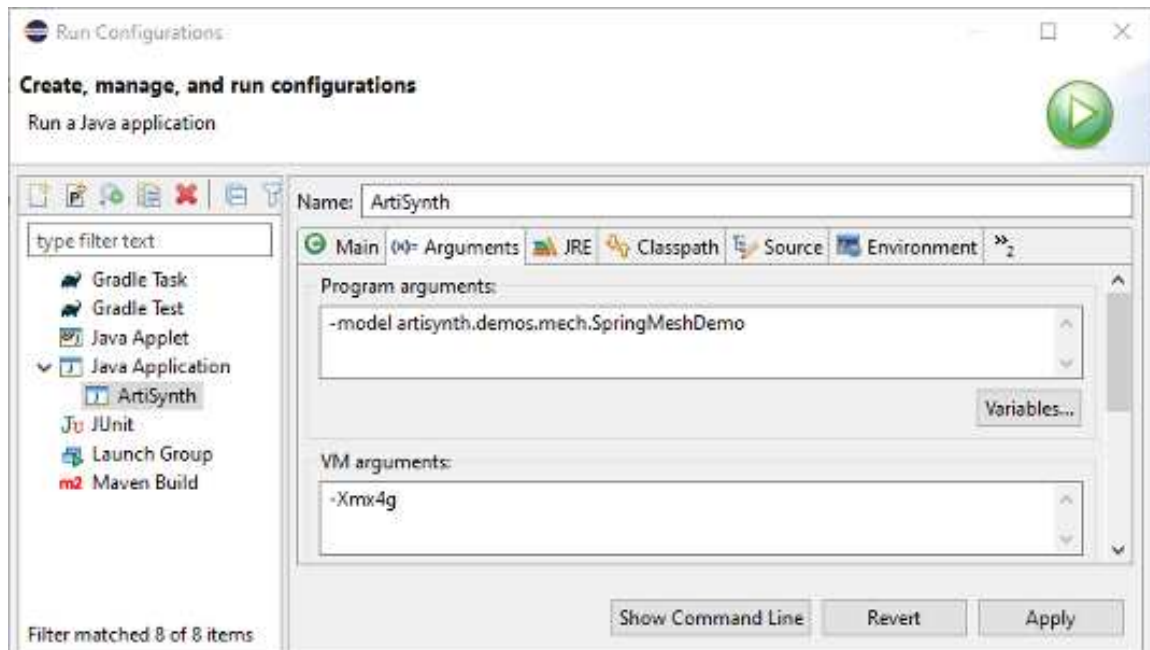 Run Configurations
Create, manage, and run configurations
Run a Java application
type filter text
Gradle Task
Gradle Test
Java Applet
Java Application
ArtiSynth
Ju JUnit
Launch Group
m2 Maven Build
Filter matched 8 of 8 items
Name: ArtiSynth
Main (x)= Arguments JRE Classpath Source Environment »2
Program arguments:
-model artisynth.demos.mech.SpringMeshDemo
Variables...
VM arguments:
-Xmx4g
Show Command Line Revert Apply